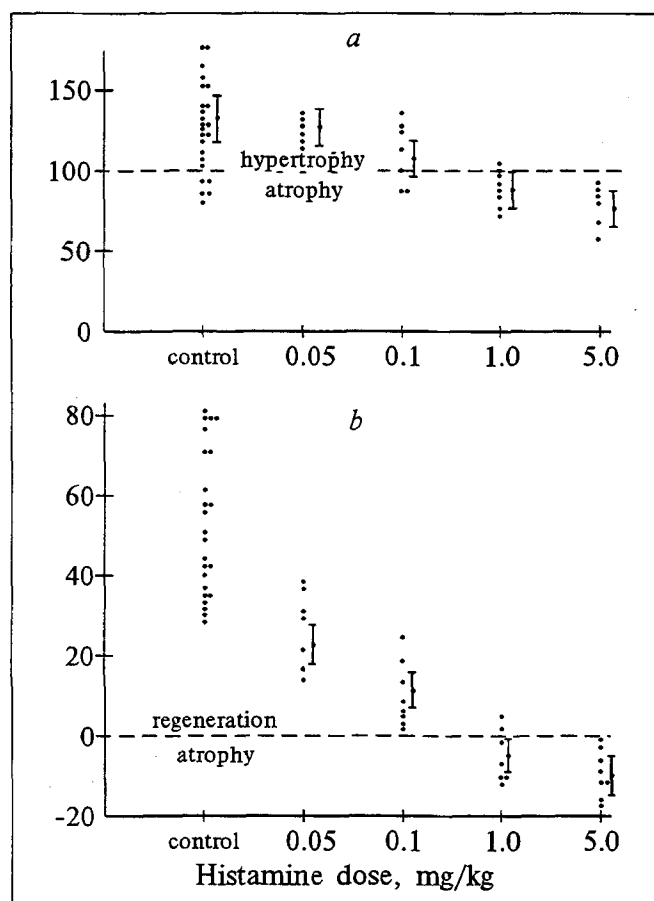 a
150
100
hypertrophy
atrophy
50
0
control 0.05 0.1 1.0 5.0
b
80
60
40
20
regeneration
0
atrophy
-20
control 0.05 0.1 1.0 5.0
Histamine dose, mg/kg